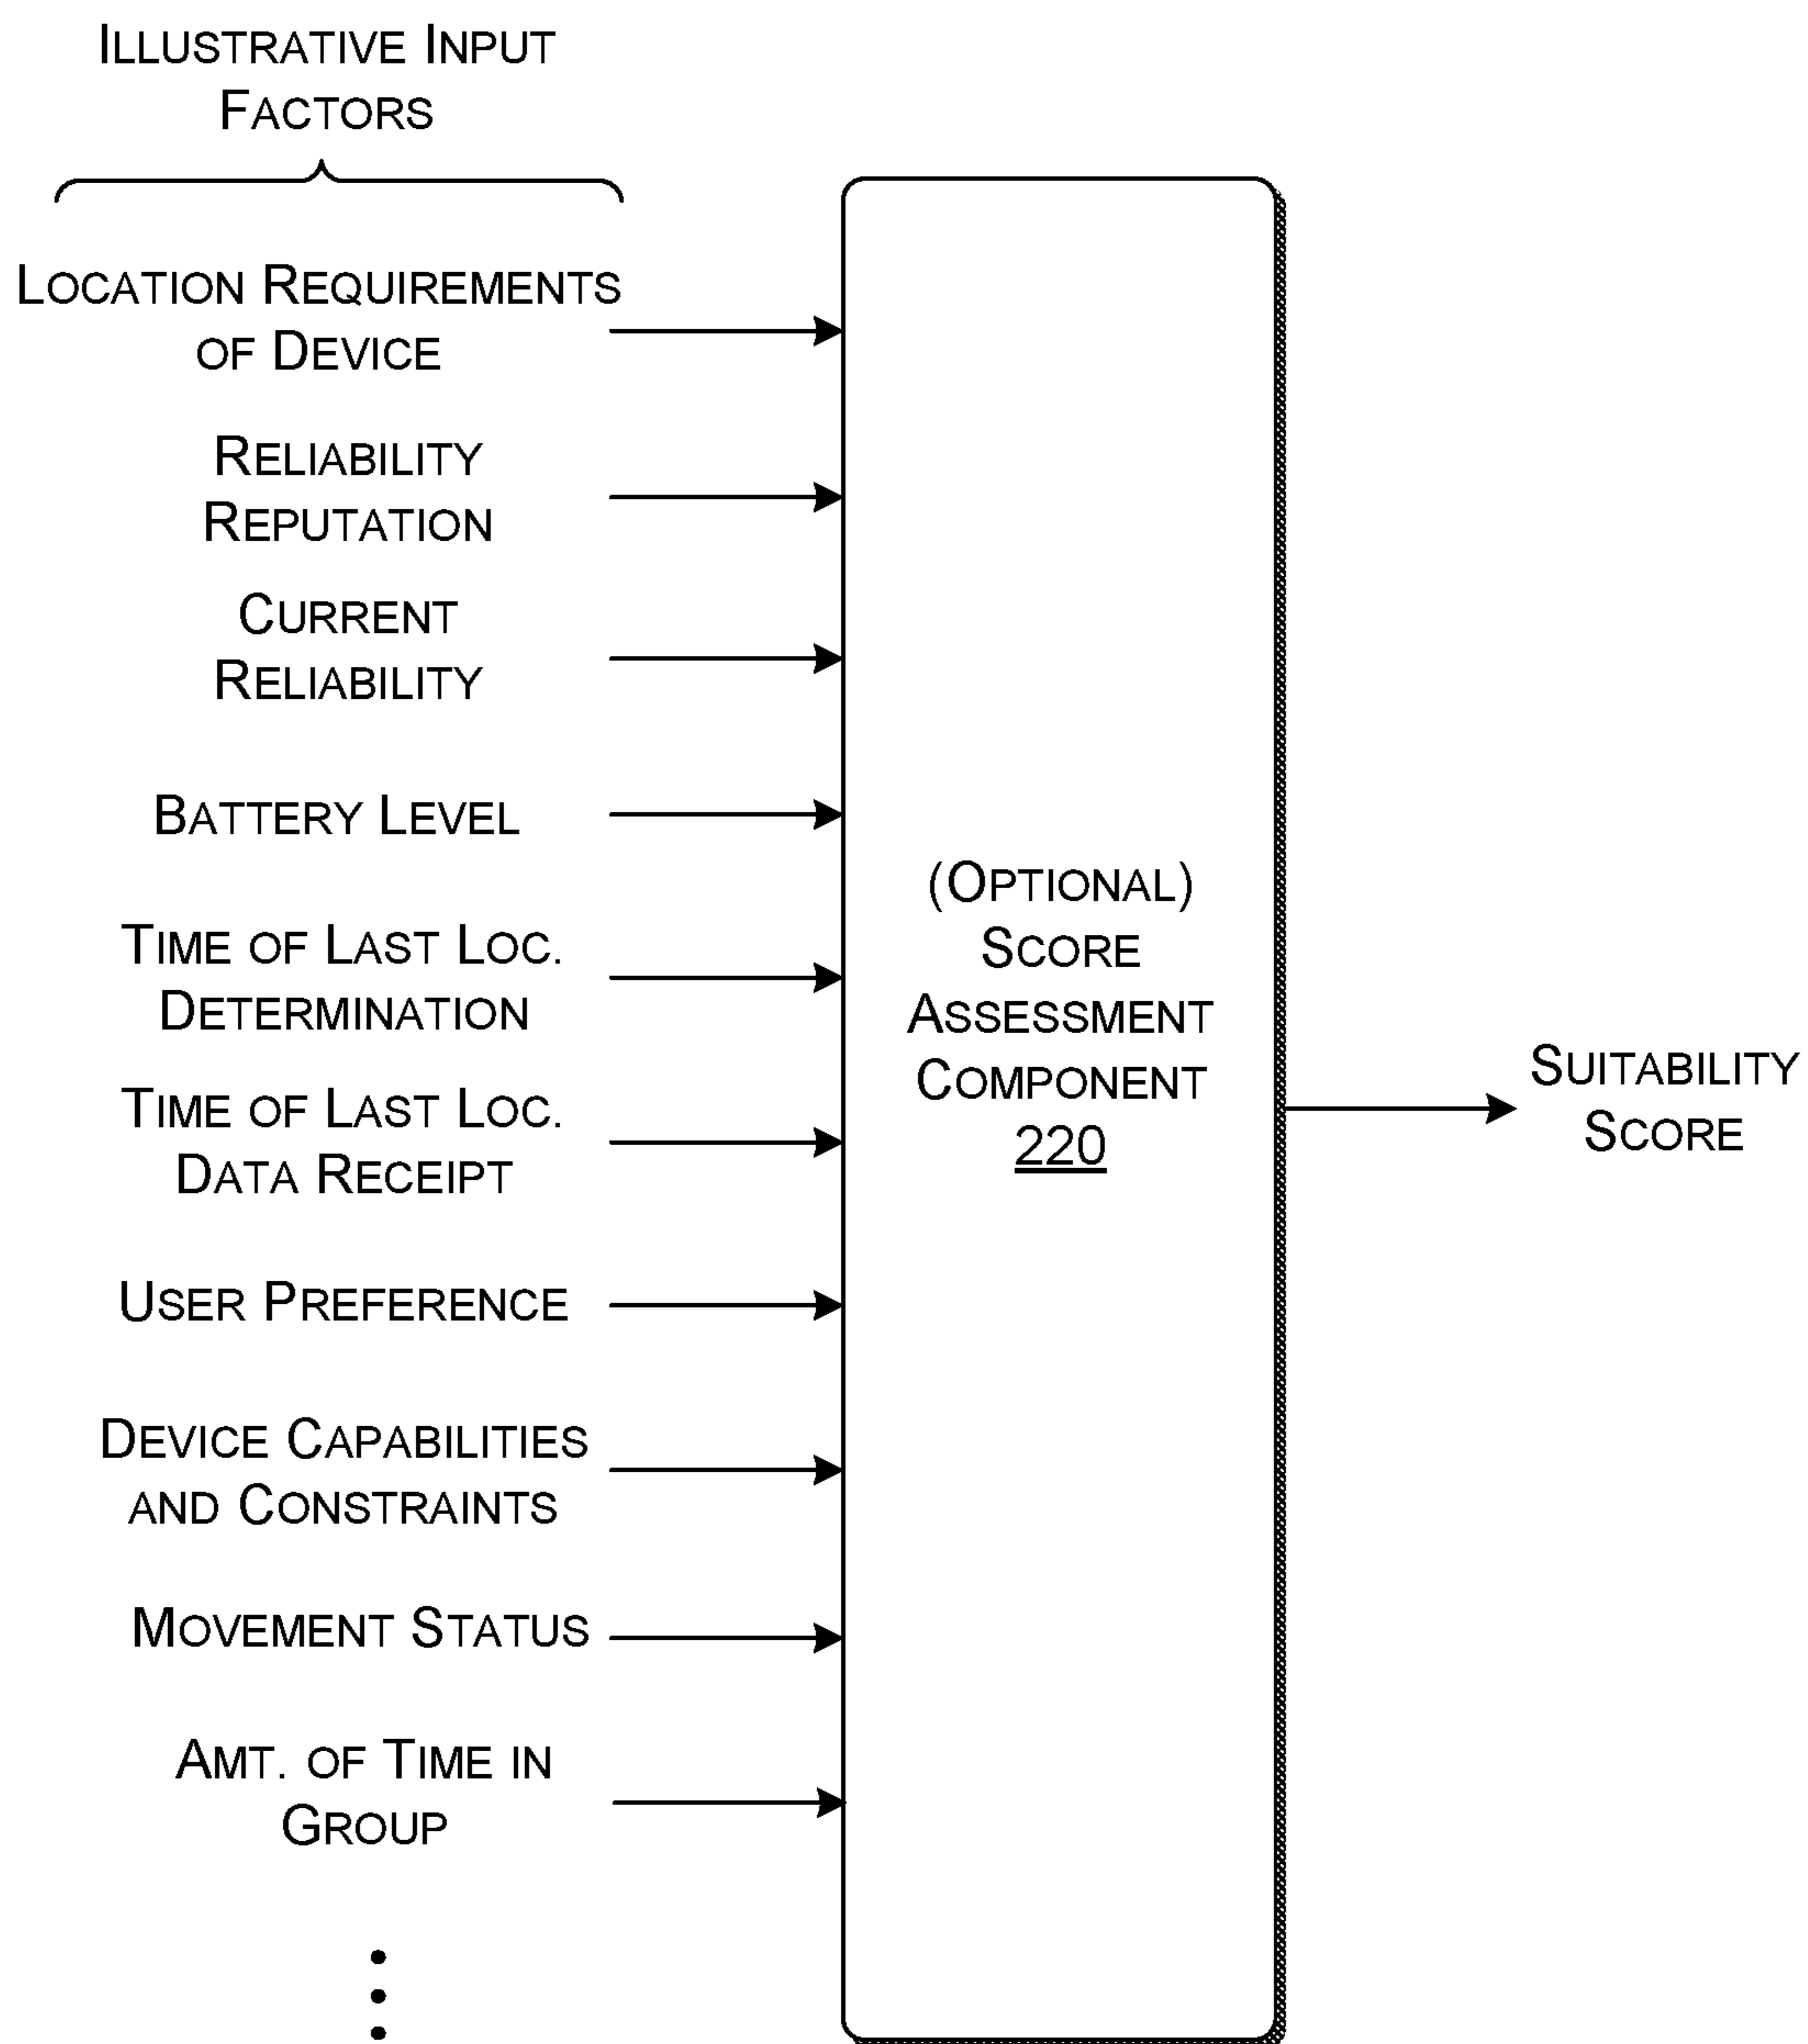 ILLUSTRATIVE INPUT
FACTORS
LOCATION REQUIREMENTS
OF DEVICE
RELIABILITY
REPUTATION
CURRENT
RELIABILITY
BATTERY LEVEL
TIME OF LAST LOC.
DETERMINATION
TIME OF LAST LOC.
DATA RECEIPT
USER PREFERENCE
DEVICE CAPABILITIES
AND CONSTRAINTS
MOVEMENT STATUS
AMT. OF TIME IN
GROUP
(OPTIONAL)
SCORE
ASSESSMENT
COMPONENT
220
SUITABILITY
SCORE